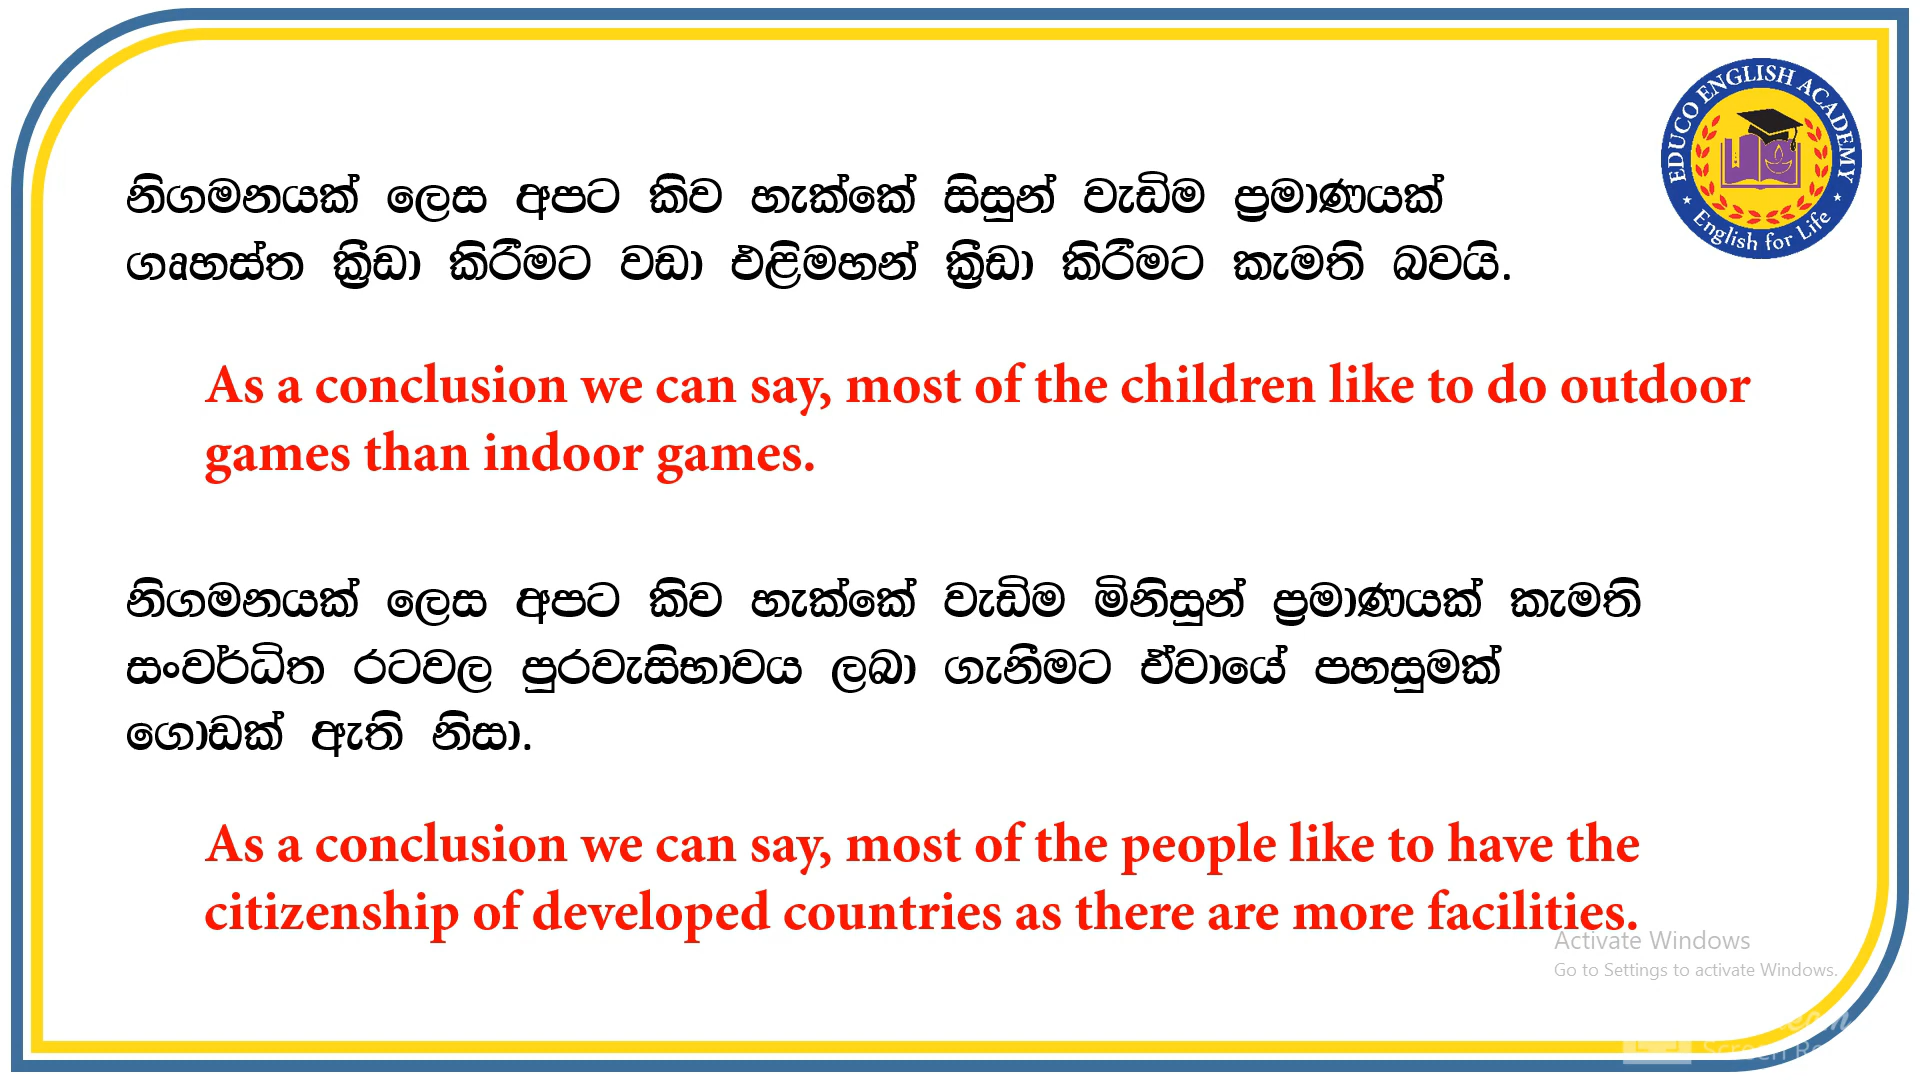 EDUCO ENGLISH ACADEMY
English for Life
නිගමනයක් ලෙස අපට කිව හැක්කේ සිසුන් වැඩිම ප්‍රමාණයක්
ගෘහස්ත ක්‍රීඩා කිරීමට වඩා එළිමහන් ක්‍රීඩා කිරීමට කැමති බවයි.
As a conclusion we can say, most of the children like to do outdoor
games than indoor games.
නිගමනයක් ලෙස අපට කිව හැක්කේ වැඩිම මිනිසුන් ප්‍රමාණයක් කැමති
සංවර්ධිත රටවල පුරවැසිභාවය ලබා ගැනීමට ඒවායේ පහසුමක්
ගොඩක් ඇති නිසා.
As a conclusion we can say, most of the people like to have the
citizenship of developed countries as there are more facilities.
Activate Windows
Go to Settings to activate Windows.
Screen